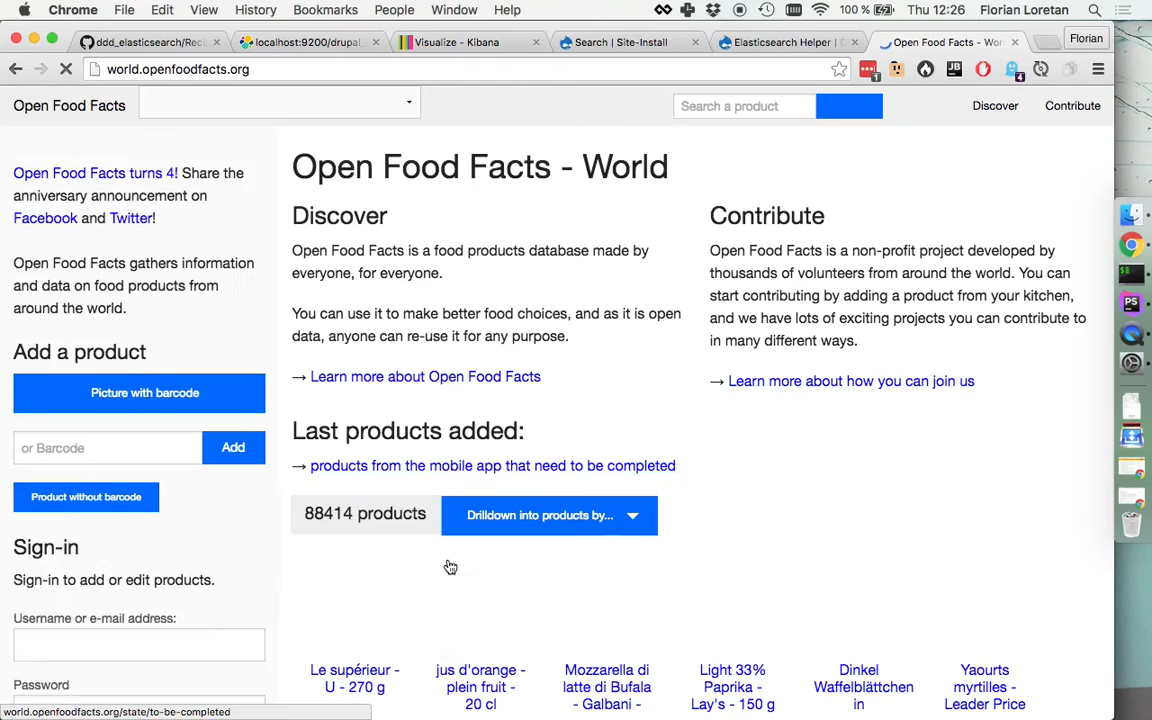 Chrome File Edit View History Bookmarks People Window Help 100 % Thu 12:26 Florian Loretan
ddd_elasticsearch/Reci localhost:9200/drupal_ Visualize - Kibana Search | Site-Install Elasticsearch Helper | D Open Food Facts - Wor Florian
world.openfoodfacts.org
Open Food Facts Search a product Discover Contribute
Open Food Facts turns 4! Share the
anniversary announcement on
Facebook and Twitter!
Open Food Facts gathers information
and data on food products from
around the world.
Add a product
Picture with barcode
or Barcode Add
Product without barcode
Sign-in
Sign-in to add or edit products.
Username or e-mail address:
Password
Open Food Facts - World
Discover
Open Food Facts is a food products database made by
everyone, for everyone.
You can use it to make better food choices, and as it is open
data, anyone can re-use it for any purpose.
→ Learn more about Open Food Facts
Contribute
Open Food Facts is a non-profit project developed by
thousands of volunteers from around the world. You can
start contributing by adding a product from your kitchen,
and we have lots of exciting projects you can contribute to
in many different ways.
→ Learn more about how you can join us
Last products added:
→ products from the mobile app that need to be completed
88414 products Drilldown into products by...
Le supérieur -
U - 270 g
jus d'orange -
plein fruit -
20 cl
Mozzarella di
latte di Bufala
- Galbani -
Light 33%
Paprika -
Lay's - 150 g
Dinkel
Waffelblättchen
in
Yaourts
myrtilles -
Leader Price
world.openfoodfacts.org/state/to-be-completed